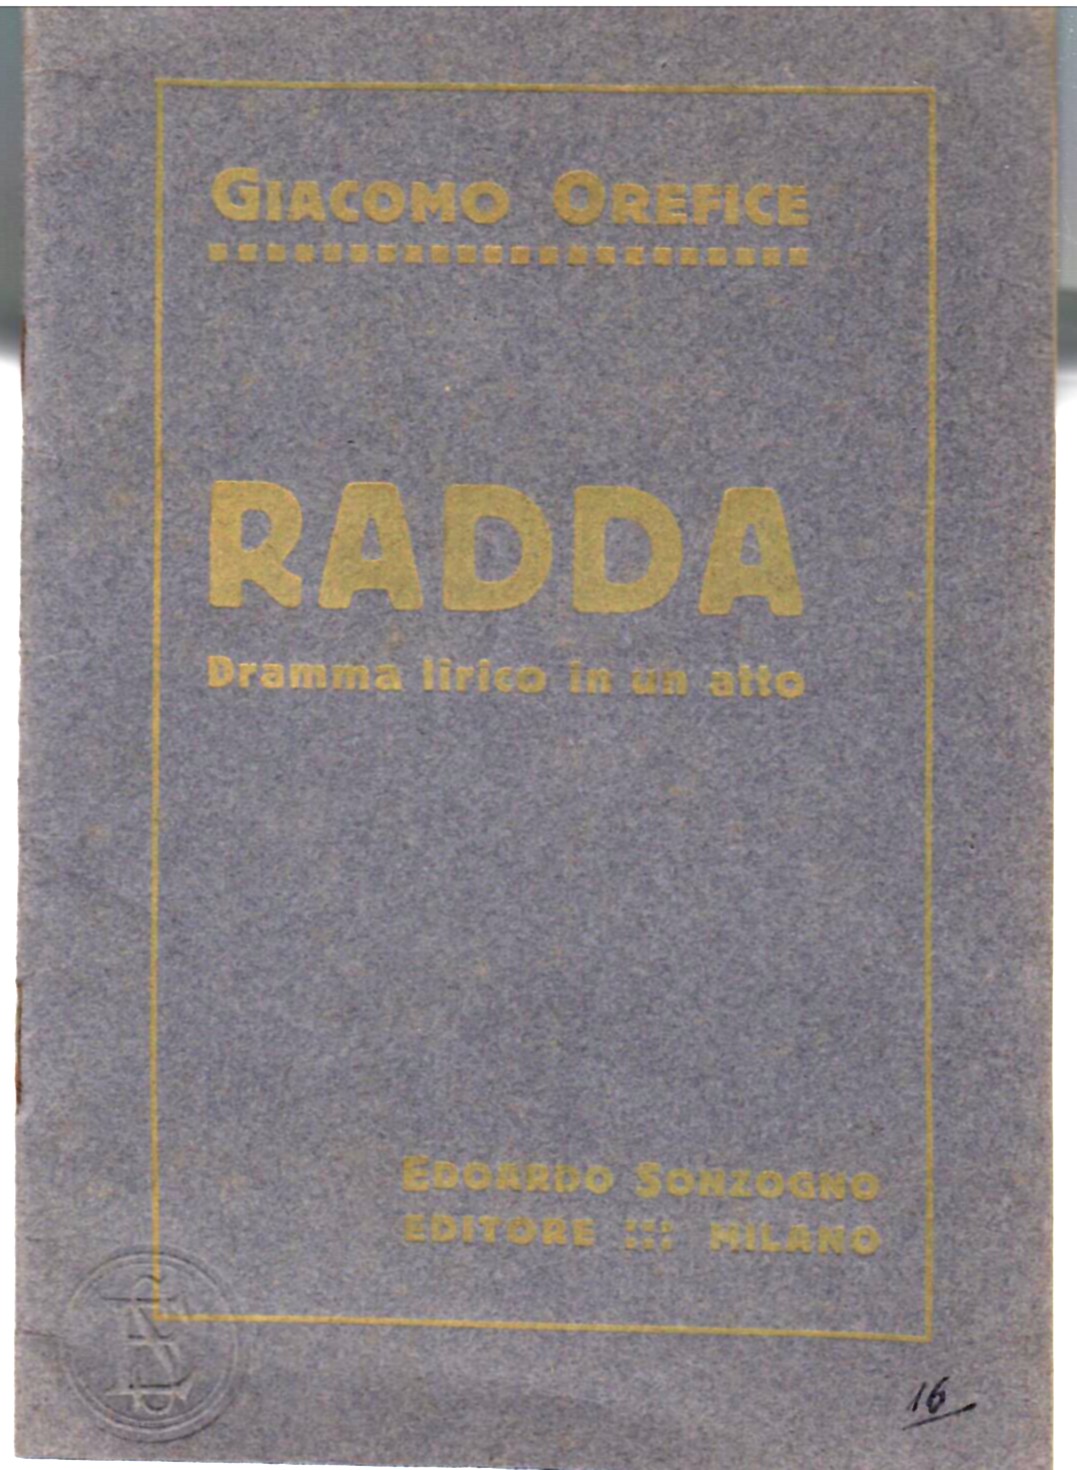 GIACOMO OREFICE
RADDA
Dramma lirico in un atto
EDOARDO SONZOGNO
EDITORE ::: MILANO
16